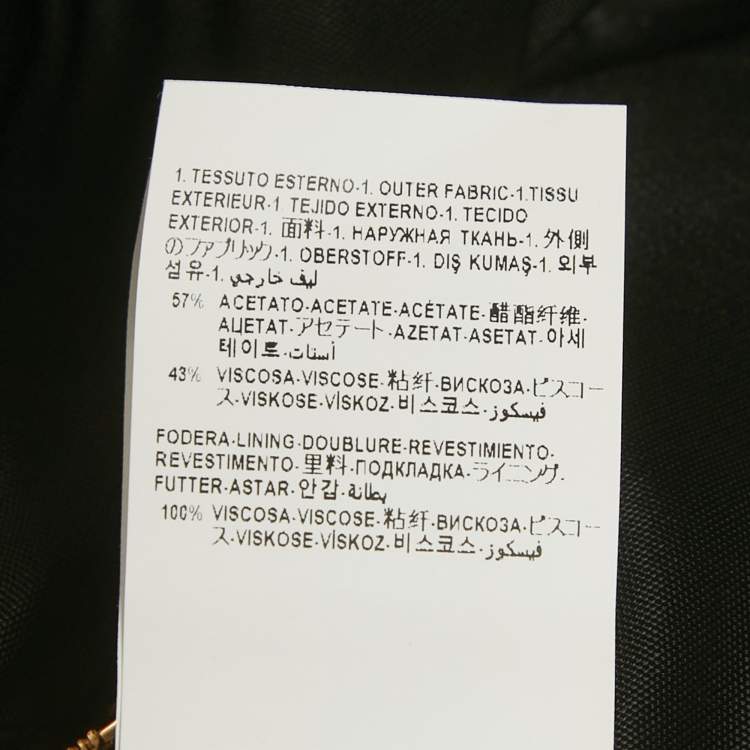 1. TESSUTO ESTERNO-1. OUTER FABRIC-1.TISSU
EXTERIEUR-1. TEJIDO EXTERNO-1. TECIDO
EXTERIOR-1. 面料-1. НАРУЖНАЯ ТКАНЬ-1. 外側
のファブリック-1. OBERSTOFF-1. DIŞ KUMAŞ-1. 외부
섬유-1. ليف خارجي
57% ACETATO-ACETATE-ACÉTATE-醋酯纤维-
АЦЕТАТ-アセテート-AZETAT-ASETAT-아세
테이트-أستات
43% VISCOSA-VISCOSE-粘纤-ВИСКОЗА-ビスコー
ス-VISKOSE-VİSKOZ-비스코스-فيسكوز
FODERA-LINING-DOUBLURE-REVESTIMIENTO-
REVESTIMENTO-里料-ПОДКЛАДКА-ライニング-
FUTTER-ASTAR-안감-بطانة
100% VISCOSA-VISCOSE-粘纤-ВИСКОЗА-ビスコー
ス-VISKOSE-VİSKOZ-비스코스-فيسكوز